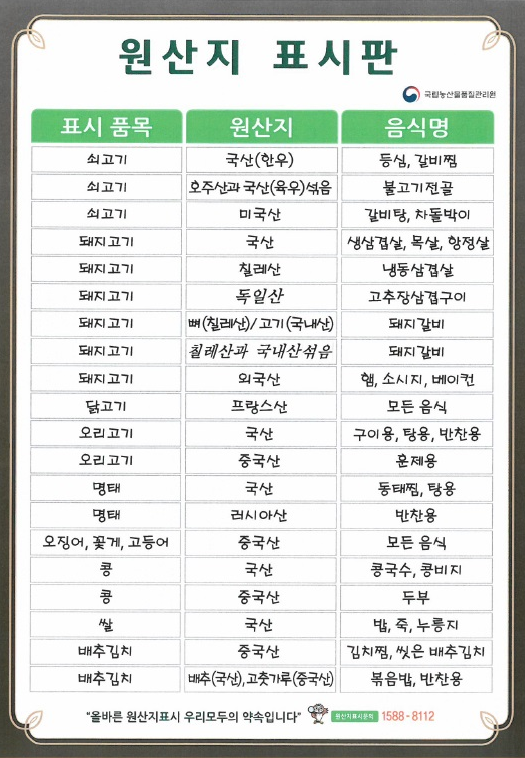 원산지 표시판
국립농산물품질관리원
표시 품목 원산지 음식명
쇠고기 국산(한우) 등심, 갈비찜
쇠고기 호주산과 국산(육우)섞음 불고기전골
쇠고기 미국산 갈비탕, 차돌박이
돼지고기 국산 생삼겹살, 목살, 항정살
돼지고기 칠레산 냉동삼겹살
돼지고기 독일산 고추장삼겹구이
돼지고기 뼈(칠레산)/고기(국내산) 돼지갈비
돼지고기 칠레산과 국내산섞음 돼지갈비
돼지고기 외국산 햄, 소시지, 베이컨
닭고기 프랑스산 모든 음식
오리고기 국산 구이용, 탕용, 반찬용
오리고기 중국산 훈제용
명태 국산 동태찜, 탕용
명태 러시아산 반찬용
오징어, 꽃게, 고등어 중국산 모든 음식
콩 국산 콩국수, 콩비지
콩 중국산 두부
쌀 국산 밥, 죽, 누룽지
배추김치 중국산 김치찜, 씻은 배추김치
배추김치 배추(국산),고춧가루(중국산) 볶음밥, 반찬용
"올바른 원산지표시 우리모두의 약속입니다" 원산지표시문의 1588-8112